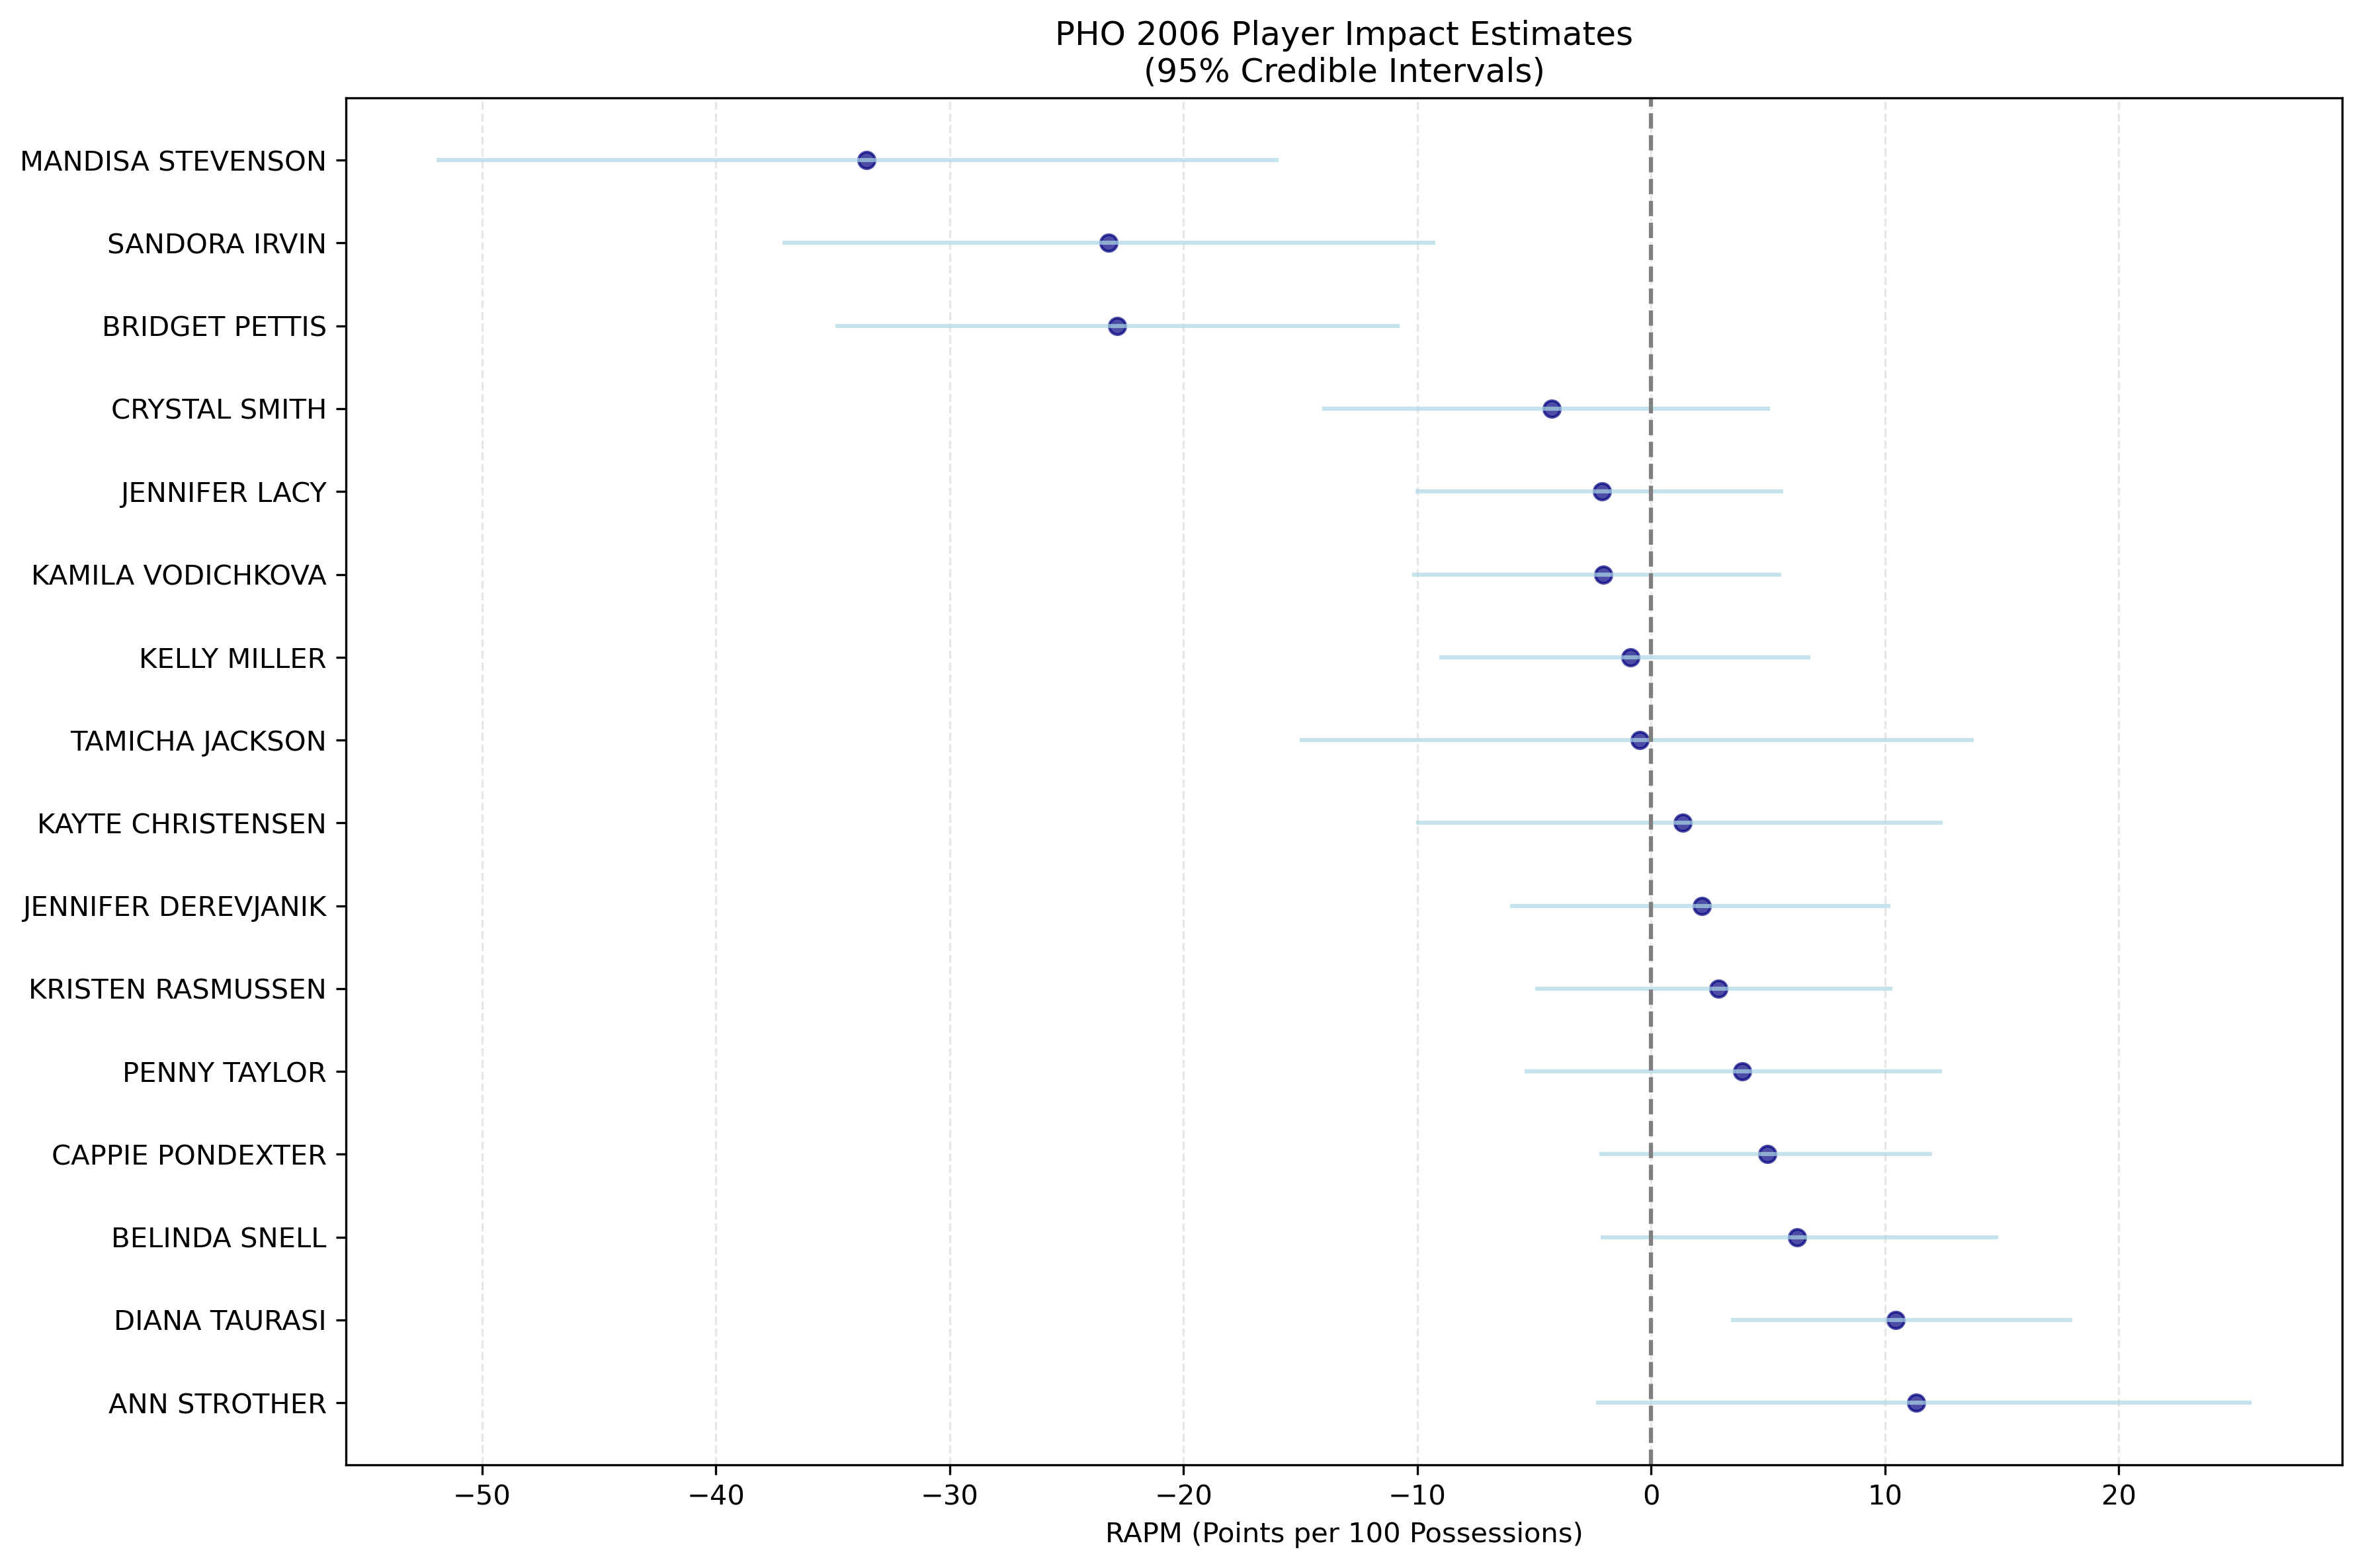 PHO 2006 Player Impact Estimates
(95% Credible Intervals)
MANDISA STEVENSON
SANDORA IRVIN
BRIDGET PETTIS
CRYSTAL SMITH
JENNIFER LACY
KAMILA VODICHKOVA
KELLY MILLER
TAMICHA JACKSON
KAYTE CHRISTENSEN
JENNIFER DEREVJANIK
KRISTEN RASMUSSEN
PENNY TAYLOR
CAPPIE PONDEXTER
BELINDA SNELL
DIANA TAURASI
ANN STROTHER
−50 −40 −30 −20 −10 0 10 20
RAPM (Points per 100 Possessions)